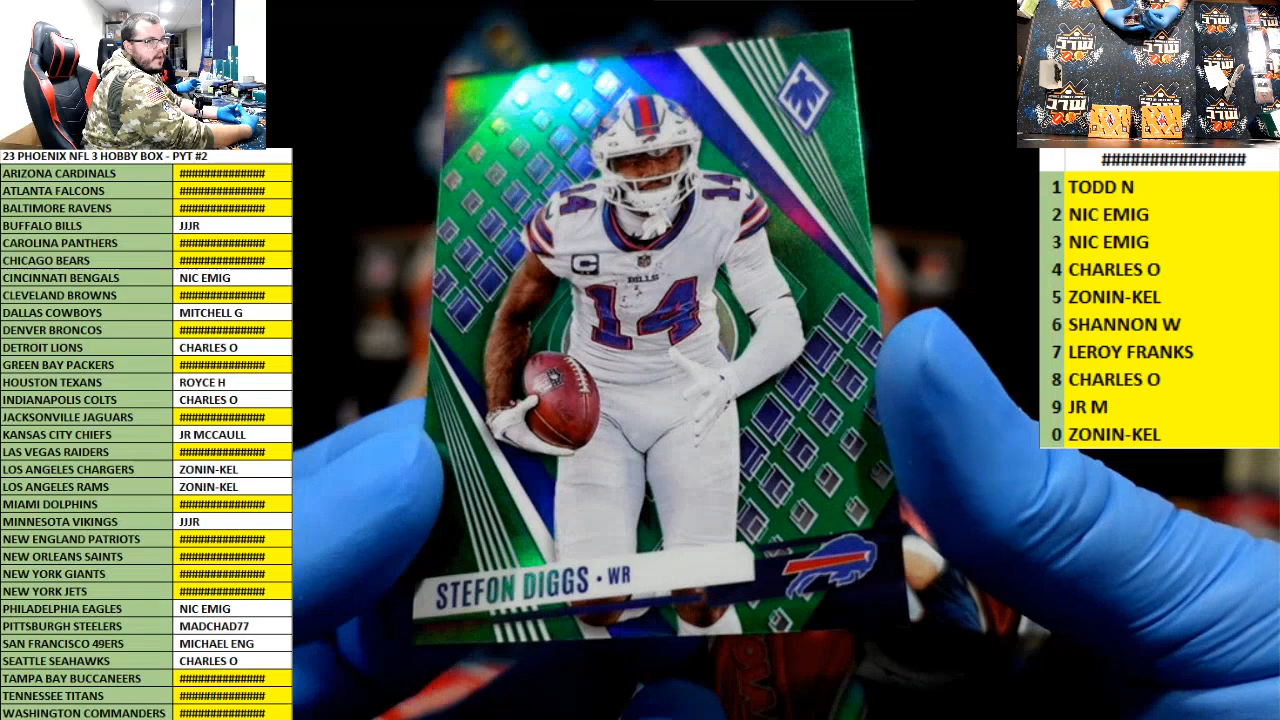 23 PHOENIX NFL 3 HOBBY BOX - PYT #2
ARIZONA CARDINALS ##############
ATLANTA FALCONS ##############
BALTIMORE RAVENS ##############
BUFFALO BILLS JJJR
CAROLINA PANTHERS ##############
CHICAGO BEARS ##############
CINCINNATI BENGALS NIC EMIG
CLEVELAND BROWNS ##############
DALLAS COWBOYS MITCHELL G
DENVER BRONCOS ##############
DETROIT LIONS CHARLES O
GREEN BAY PACKERS ##############
HOUSTON TEXANS ROYCE H
INDIANAPOLIS COLTS CHARLES O
JACKSONVILLE JAGUARS ##############
KANSAS CITY CHIEFS JR MCCAULL
LAS VEGAS RAIDERS ##############
LOS ANGELES CHARGERS ZONIN-KEL
LOS ANGELES RAMS ZONIN-KEL
MIAMI DOLPHINS ##############
MINNESOTA VIKINGS JJJR
NEW ENGLAND PATRIOTS ##############
NEW ORLEANS SAINTS ##############
NEW YORK GIANTS ##############
NEW YORK JETS ##############
PHILADELPHIA EAGLES NIC EMIG
PITTSBURGH STEELERS MADCHAD77
SAN FRANCISCO 49ERS MICHAEL ENG
SEATTLE SEAHAWKS CHARLES O
TAMPA BAY BUCCANEERS ##############
TENNESSEE TITANS ##############
WASHINGTON COMMANDERS ##############
14
14
C
BILLS
14
STEFON DIGGS • WR
###############
1 TODD N
2 NIC EMIG
3 NIC EMIG
4 CHARLES O
5 ZONIN-KEL
6 SHANNON W
7 LEROY FRANKS
8 CHARLES O
9 JR M
0 ZONIN-KEL